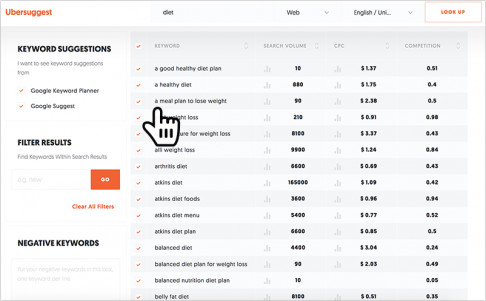 Ubersuggest
diet
Web
English / Uni...
LOOK UP
KEYWORD SUGGESTIONS
I want to see keyword suggestions
from
Google Keyword Planner
Google Suggest
FILTER RESULTS
Find Keywords Within Search Results
e.g. here
GO
Clear All Filters
NEGATIVE KEYWORDS
Put your negative keywords in this box,
one keyword per line.
KEYWORD SEARCH VOLUME CPC COMPETITION
a good healthy diet plan 10 $ 1.37 0.51
a healthy diet 880 $ 1.75 0.4
a meal plan to lose weight 90 $ 2.38 0.5
weight loss 210 $ 0.91 0.98
for weight loss 8100 $ 3.37 0.43
alli weight loss 9900 $ 1.24 0.84
arthritis diet 6600 $ 0.69 0.43
atkins diet 165000 $ 1.09 0.42
atkins diet foods 3600 $ 0.96 0.94
atkins diet menu 5400 $ 0.77 0.52
atkins diet plan 6600 $ 0.85 0.5
balanced diet 4400 $ 3.04 0.24
balanced diet plan for weight loss 90 $ 2.03 0.49
balanced nutrition diet plan 10 0.05
belly fat diet 8100 $ 0.51 0.35